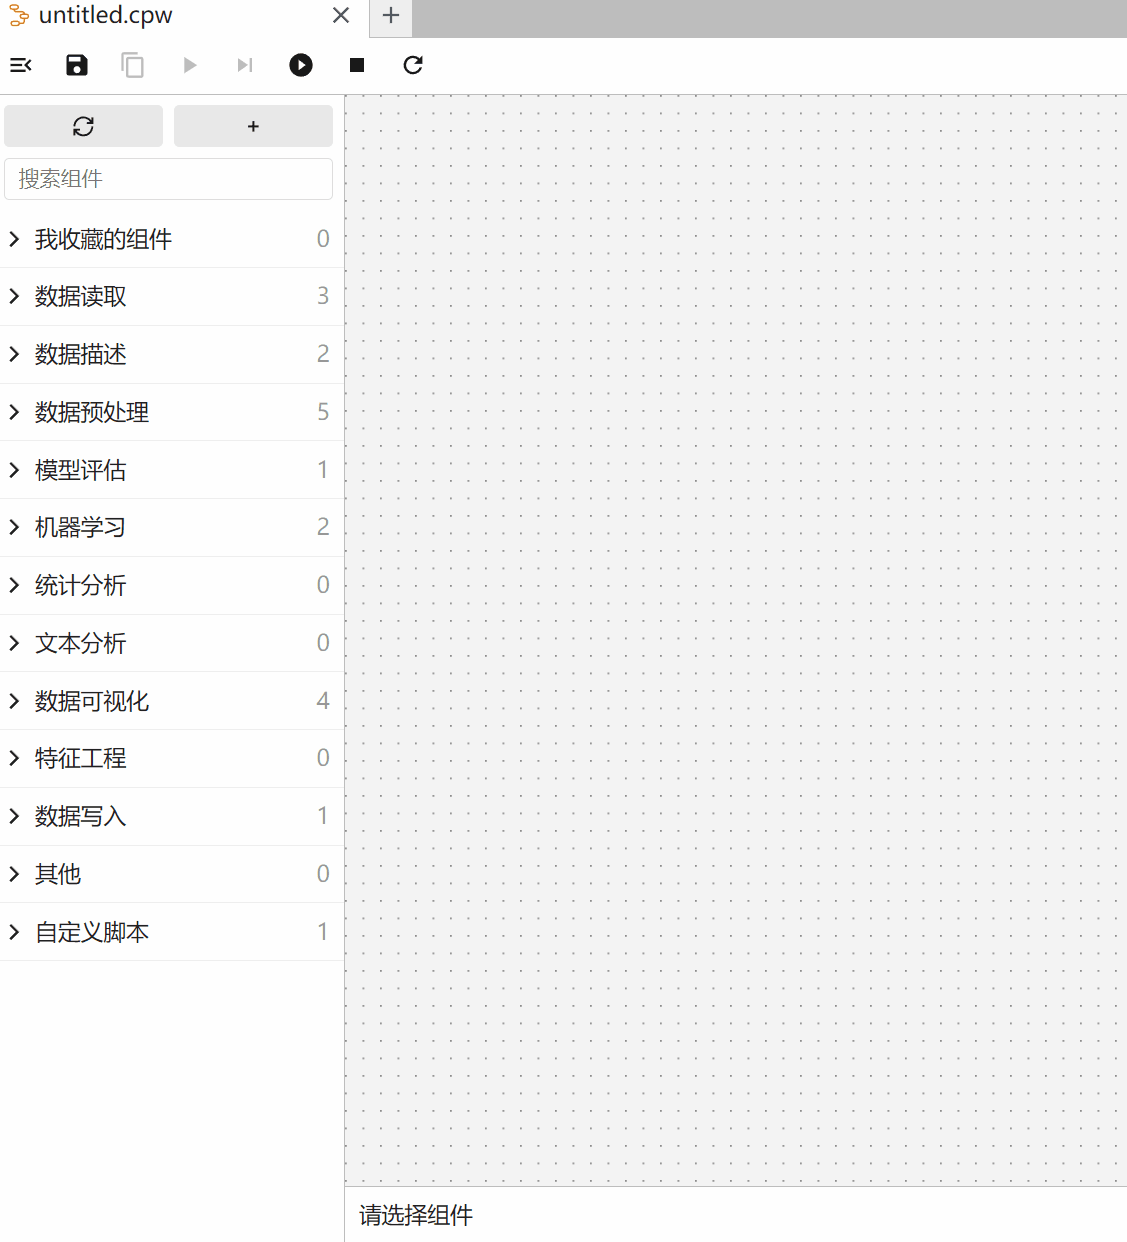 untitled.cpw
搜索组件
我收藏的组件 0
数据读取 3
数据描述 2
数据预处理 5
模型评估 1
机器学习 2
统计分析 0
文本分析 0
数据可视化 4
特征工程 0
数据写入 1
其他 0
自定义脚本 1
请选择组件